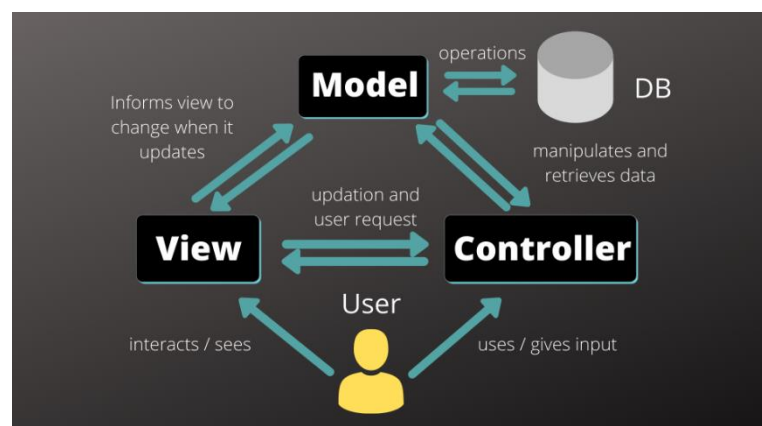 operations
Model
DB
Informs view to
change when it
updates
manipulates and
retrieves data
updation and
user request
View
Controller
User
interacts / sees
uses / gives input